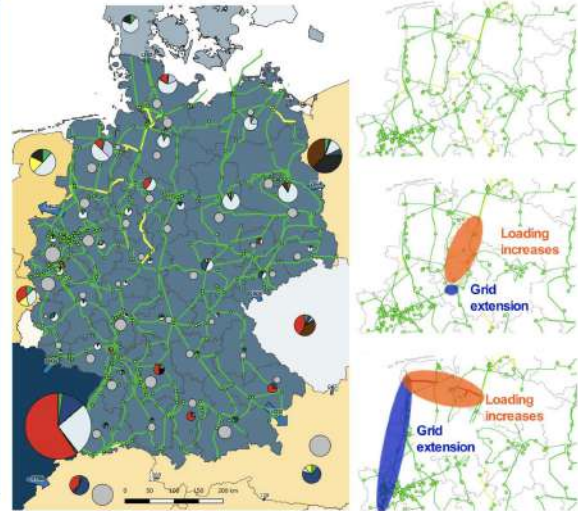 Loading
increases
Grid
extension
Loading
increases
Grid
extension
0 50 100 150 200 km